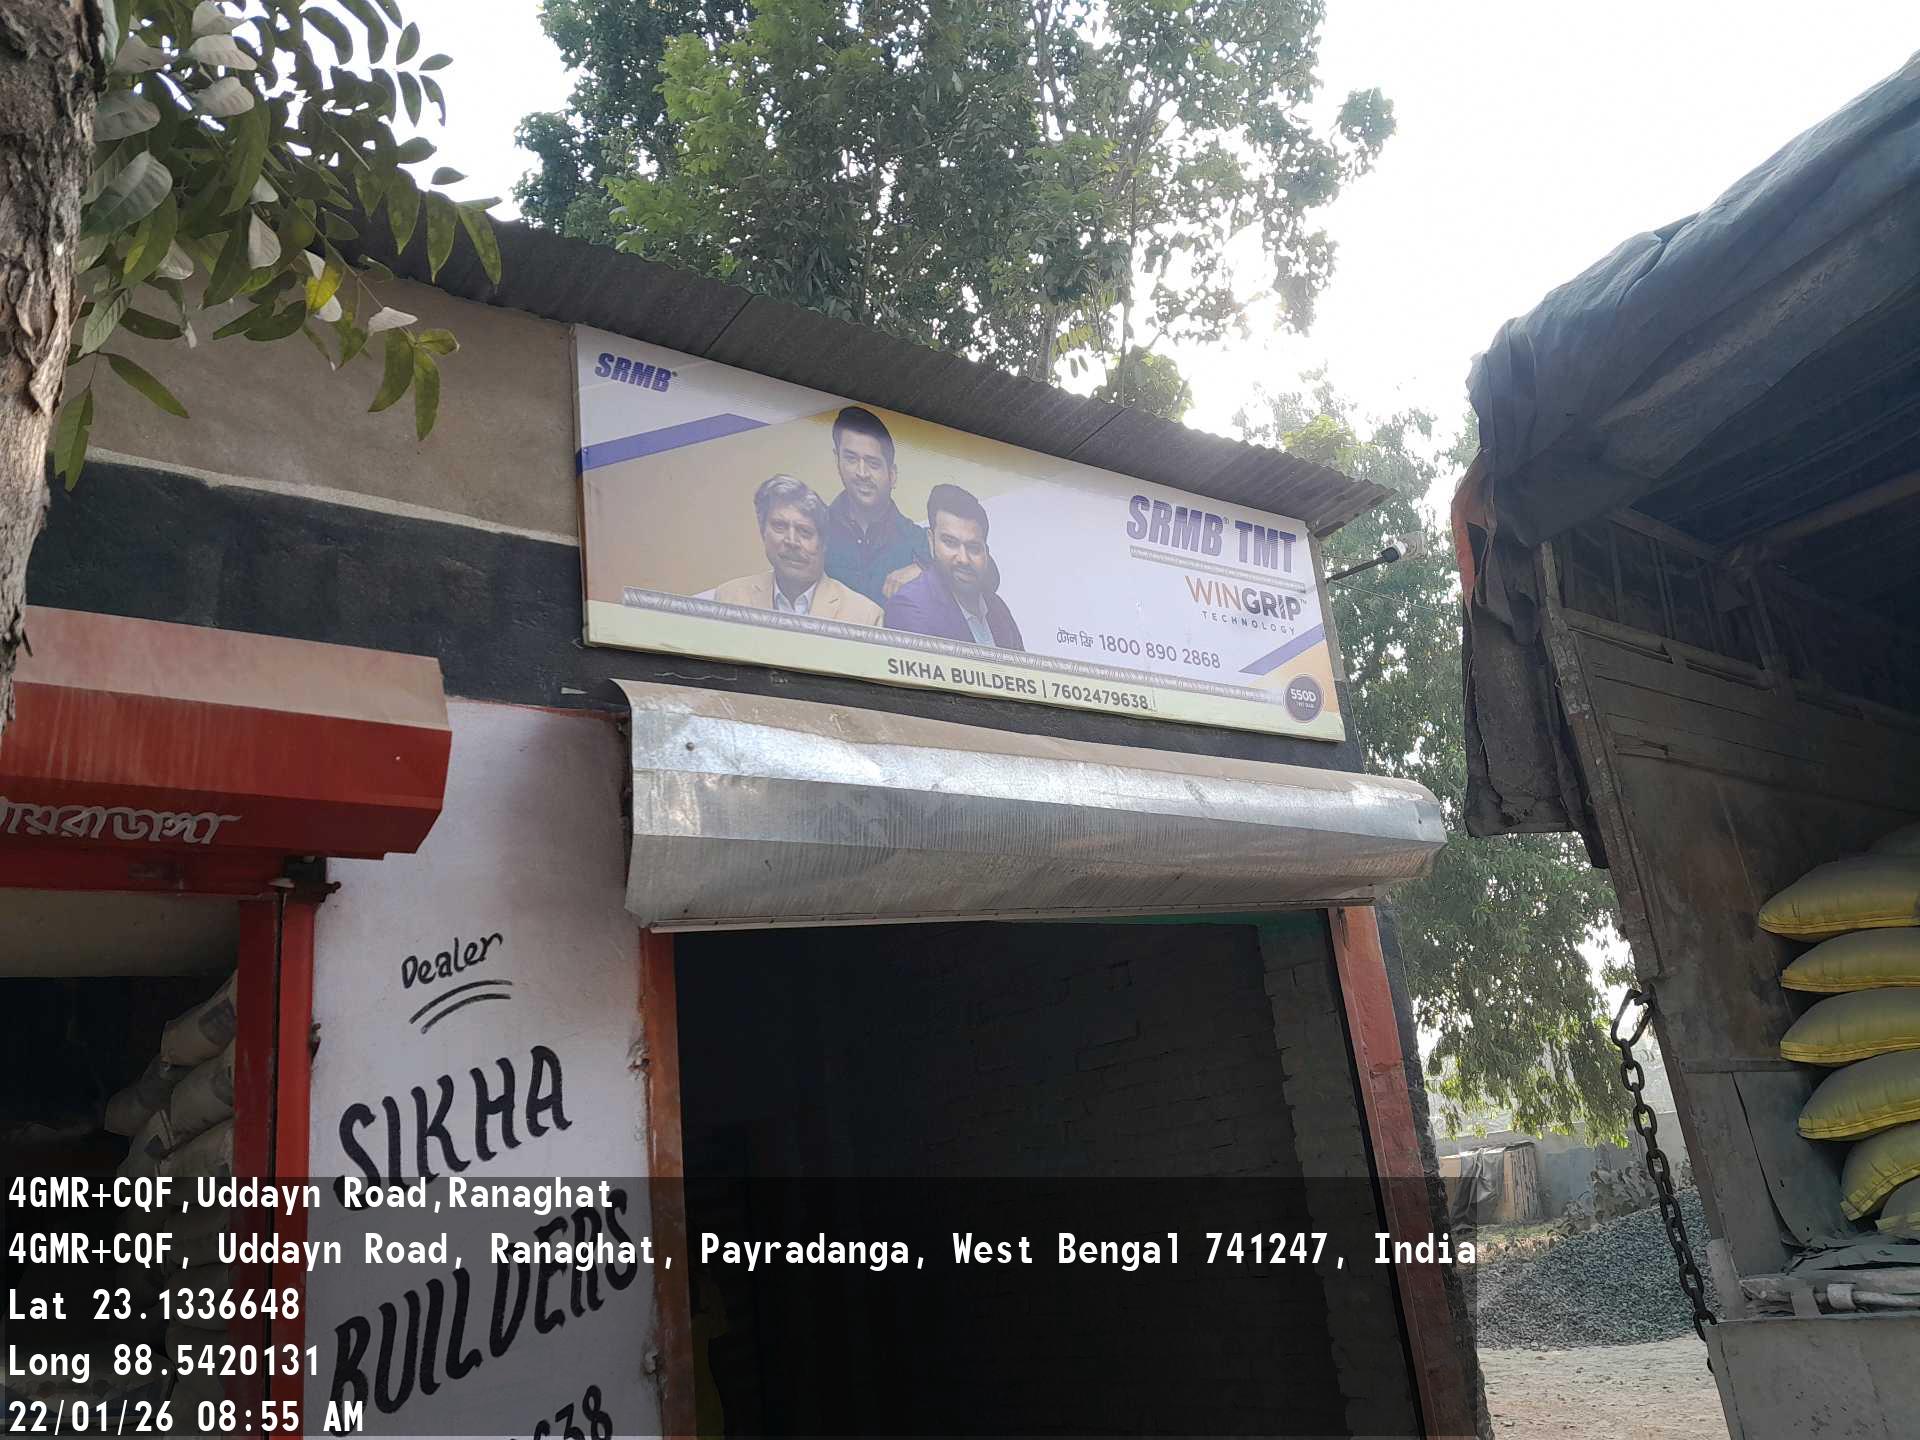 SRMB®
SRMB® TMT
WINGRIP™
TECHNOLOGY
টোল ফ্রি 1800 890 2868
SIKHA BUILDERS | 7602479638
550D
য়রাডাঙ্গা
Dealer
SIKHA
BUILDERS
638
4GMR+CQF,Uddayn Road,Ranaghat
4GMR+CQF, Uddayn Road, Ranaghat, Payradanga, West Bengal 741247, India
Lat 23.1336648
Long 88.5420131
22/01/26 08:55 AM